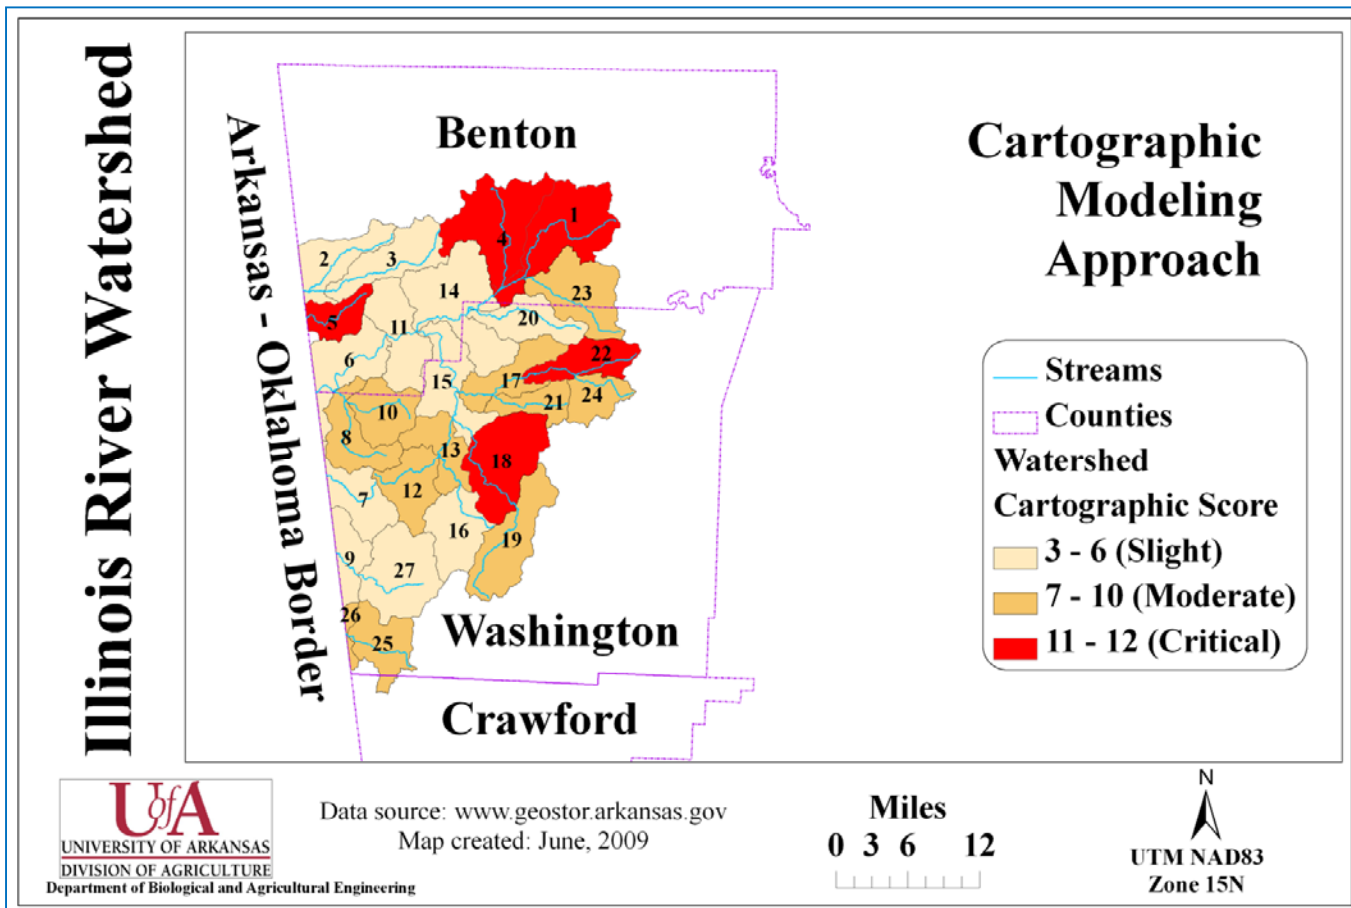 Illinois River Watershed
Arkansas - Oklahoma Border
Benton
Cartographic
Modeling
Approach
1
4
2
3
23
14
5
11
20
6
22
15
17
24
10
21
8
13
18
12
7
16
19
9
27
26
25
Washington
Crawford
Streams
Counties
Watershed
Cartographic Score
3 - 6 (Slight)
7 - 10 (Moderate)
11 - 12 (Critical)
UofA
UNIVERSITY OF ARKANSAS
DIVISION OF AGRICULTURE
Department of Biological and Agricultural Engineering
Data source: www.geostor.arkansas.gov
Map created: June, 2009
Miles
0 3 6 12
N
UTM NAD83
Zone 15N